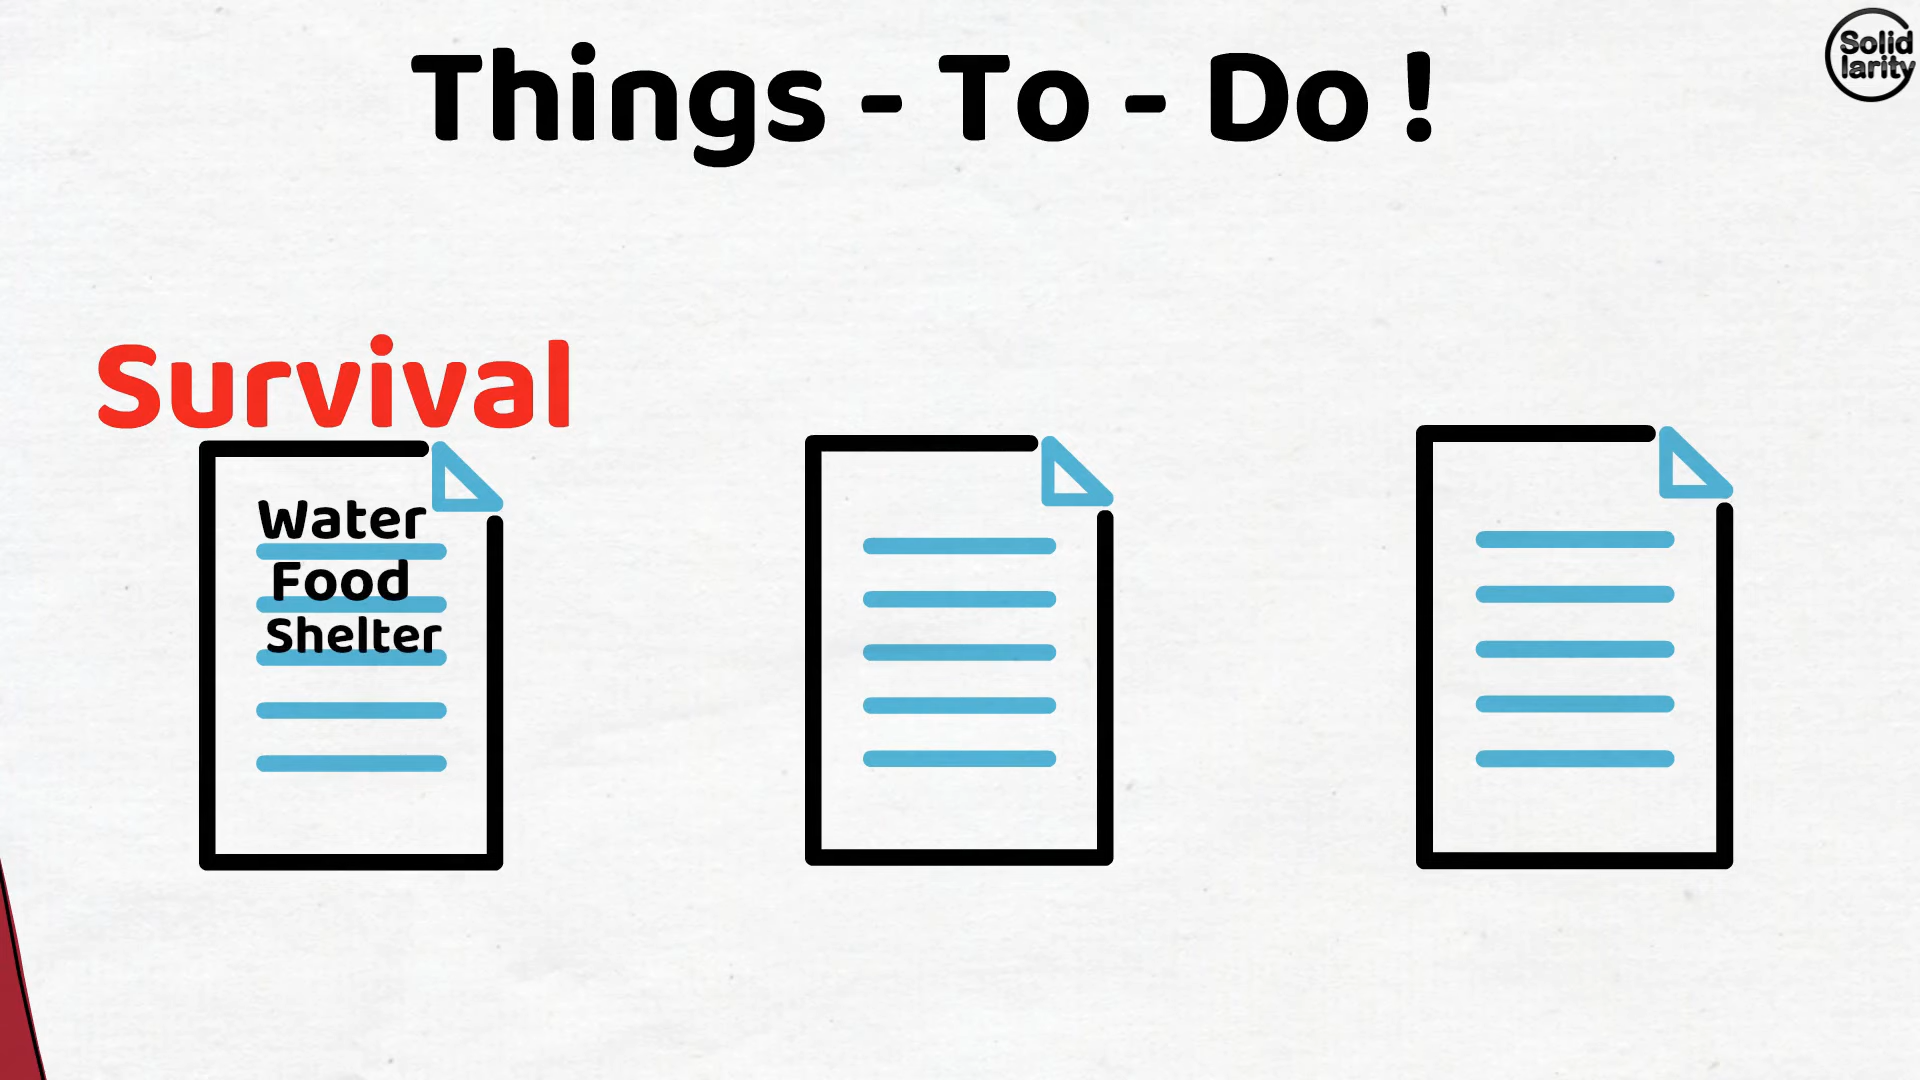 Things - To - Do !
Solid
larity
Survival
Water
Food
Shelter